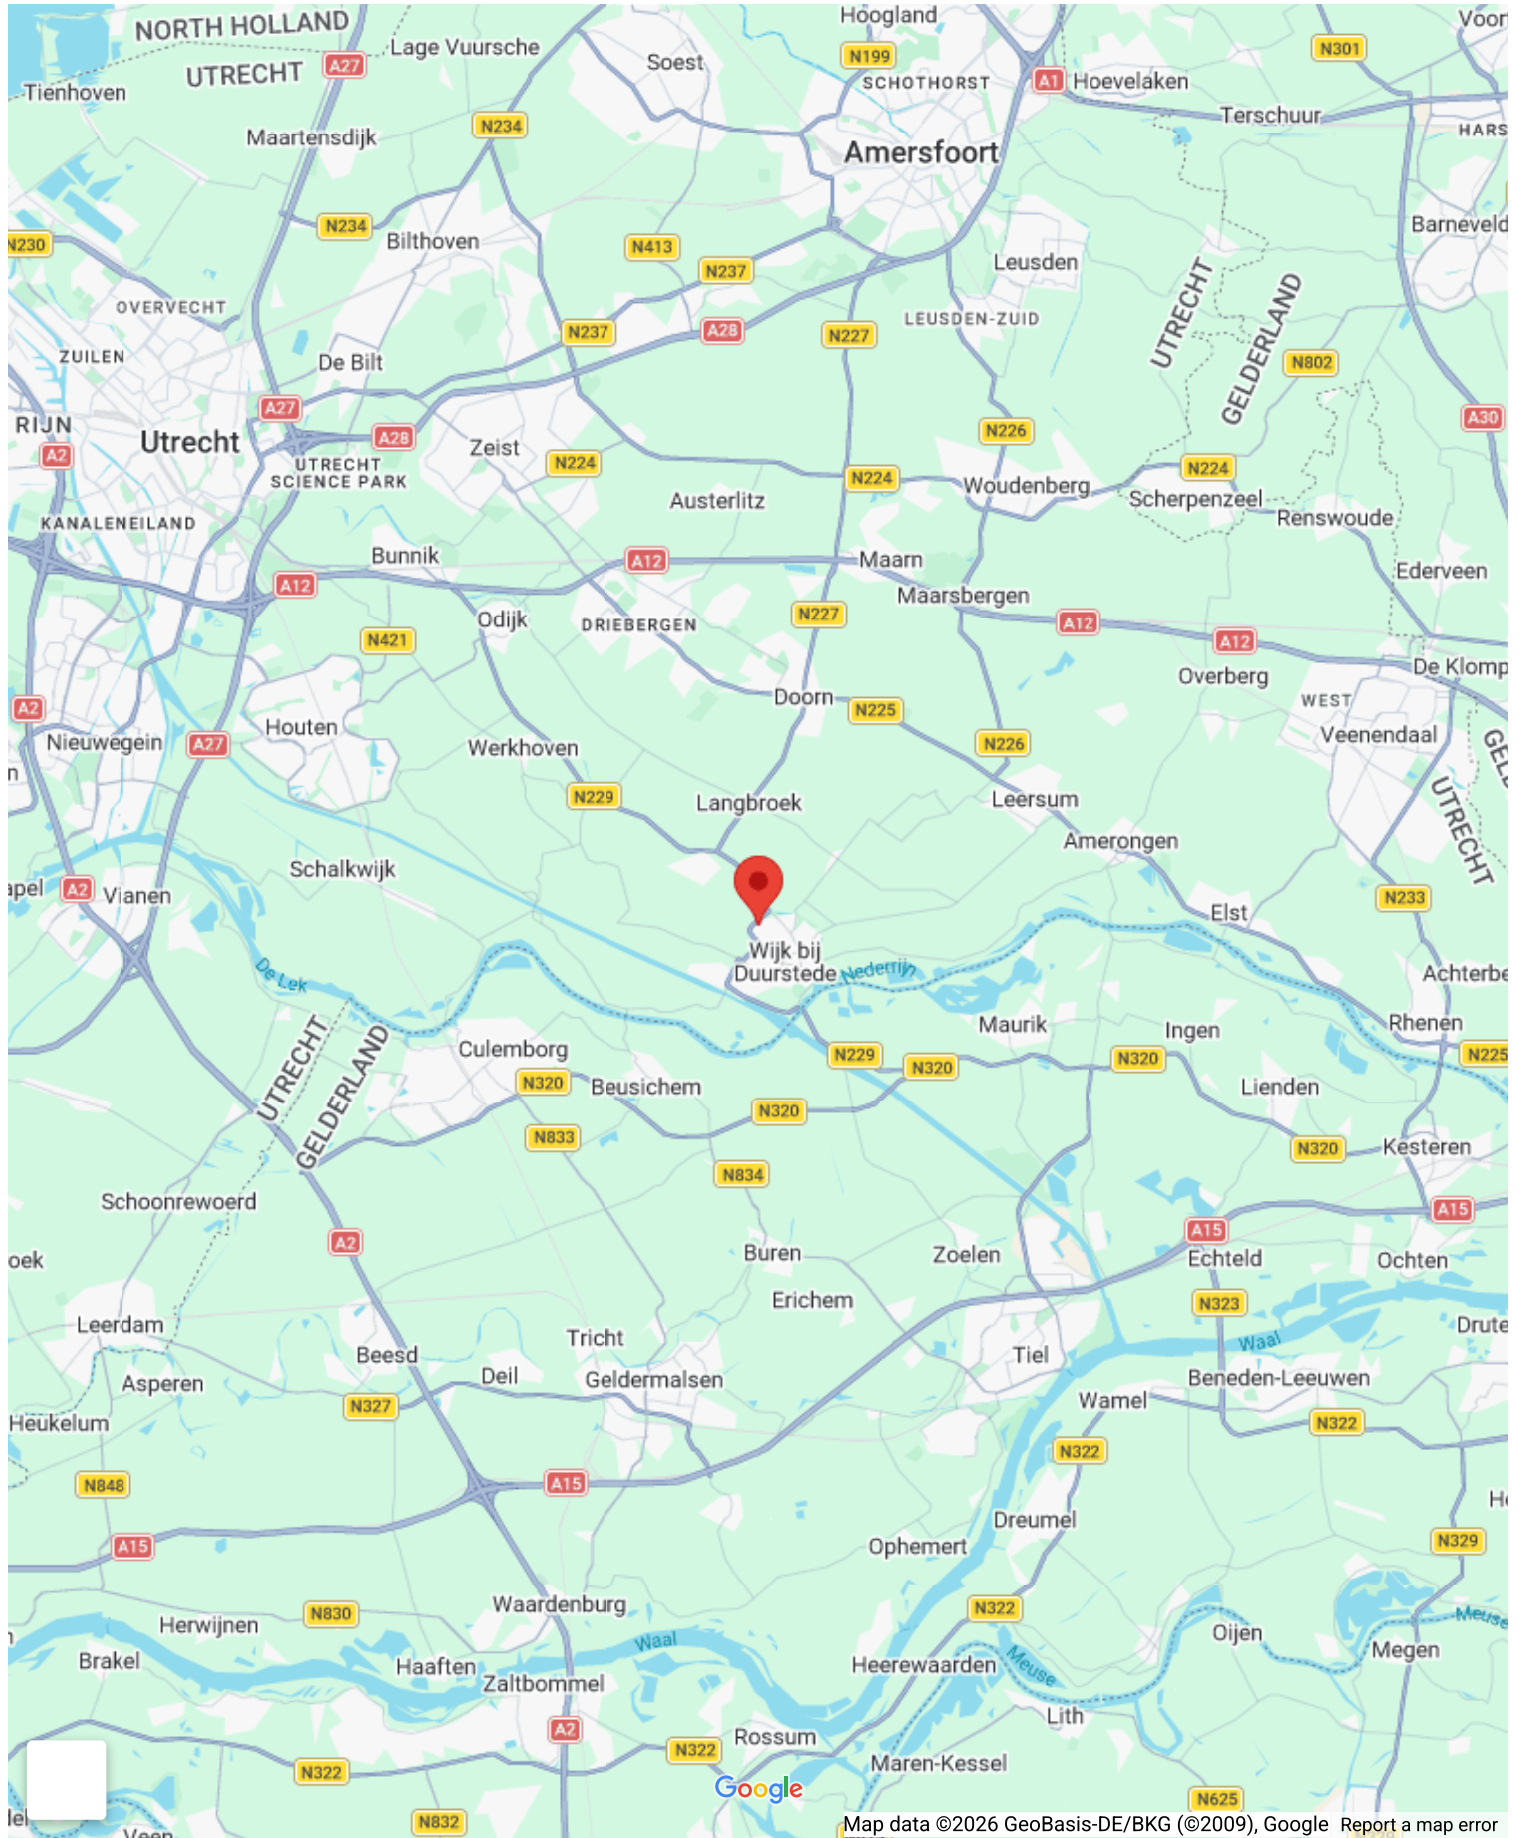 Hoogland
Voor
NORTH HOLLAND
Lage Vuursche
N301
N199
Soest
A27
UTRECHT
SCHOTHORST
A1
Hoevelaken
Tienhoven
Terschuur
N234
HARS
Maartensdijk
Amersfoort
N234
Barneveld
N230
Bilthoven
N413
N237
Leusden
OVERVECHT
LEUSDEN-ZUID
UTRECHT
GELDERLAND
N237
A28
N227
ZUILEN
De Bilt
N802
A27
RIJN
A30
N226
Utrecht
A28
A2
Zeist
UTRECHT
SCIENCE PARK
N224
N224
N224
Woudenberg
Scherpenzeel
Austerlitz
KANALENEILAND
Renswoude
Bunnik
A12
Maarn
Ederveen
A12
Maarsbergen
Odijk
N227
DRIEBERGEN
A12
N421
A12
De Klomp
Overberg
Doorn
WEST
A2
N225
Houten
Veenendaal
Nieuwegein
A27
Werkhoven
N226
GELD
n
N229
Langbroek
Leersum
UTRECHT
Amerongen
Schalkwijk
apel
A2
Vianen
N233
Elst
Wijk bij
Duurstede
Nederrijn
De Lek
Achterbe
Maurik
Ingen
Rhenen
UTRECHT
GELDERLAND
Culemborg
N229
N320
N320
N225
N320
Beusichem
Lienden
N320
N833
N320
Kesteren
N834
Schoonrewoerd
A15
A15
A2
Buren
Zoelen
Echteld
Ochten
oek
Erichem
N323
Leerdam
Tricht
Waal
Drute
Beesd
Tiel
Asperen
Deil
Geldermalsen
Beneden-Leeuwen
Wamel
N327
Heukelum
N322
N322
N848
A15
He
Dreumel
A15
Ophemert
N329
Waardenburg
N322
N830
Herwijnen
Meuse
Oijen
Waal
Megen
Brakel
Haaften
Heerewaarden
Meuse
Zaltbommel
Lith
A2
Rossum
N322
Maren-Kessel
N322
Google
N625
N832
del
Veen
Map data ©2026 GeoBasis-DE/BKG (©2009), Google
Report a map error